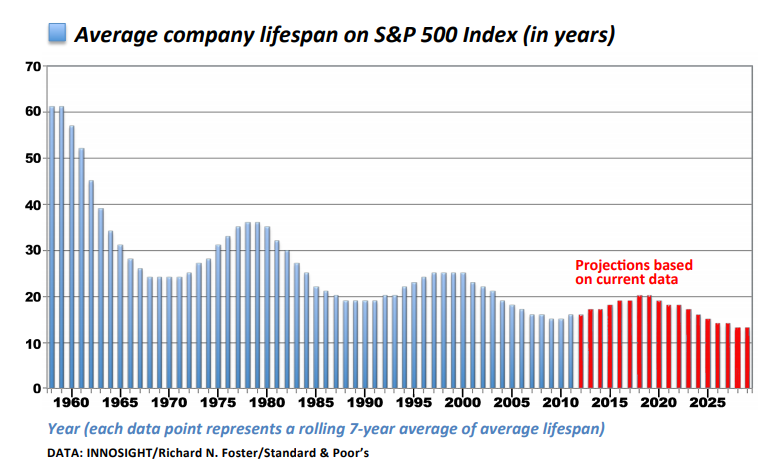 Average company lifespan on S&P 500 Index (in years)
70
60
50
40
30
20
10
0
Projections based
on current data
1960 1965 1970 1975 1980 1985 1990 1995 2000 2005 2010 2015 2020 2025
Year (each data point represents a rolling 7-year average of average lifespan)
DATA: INNOSIGHT/Richard N. Foster/Standard & Poor's